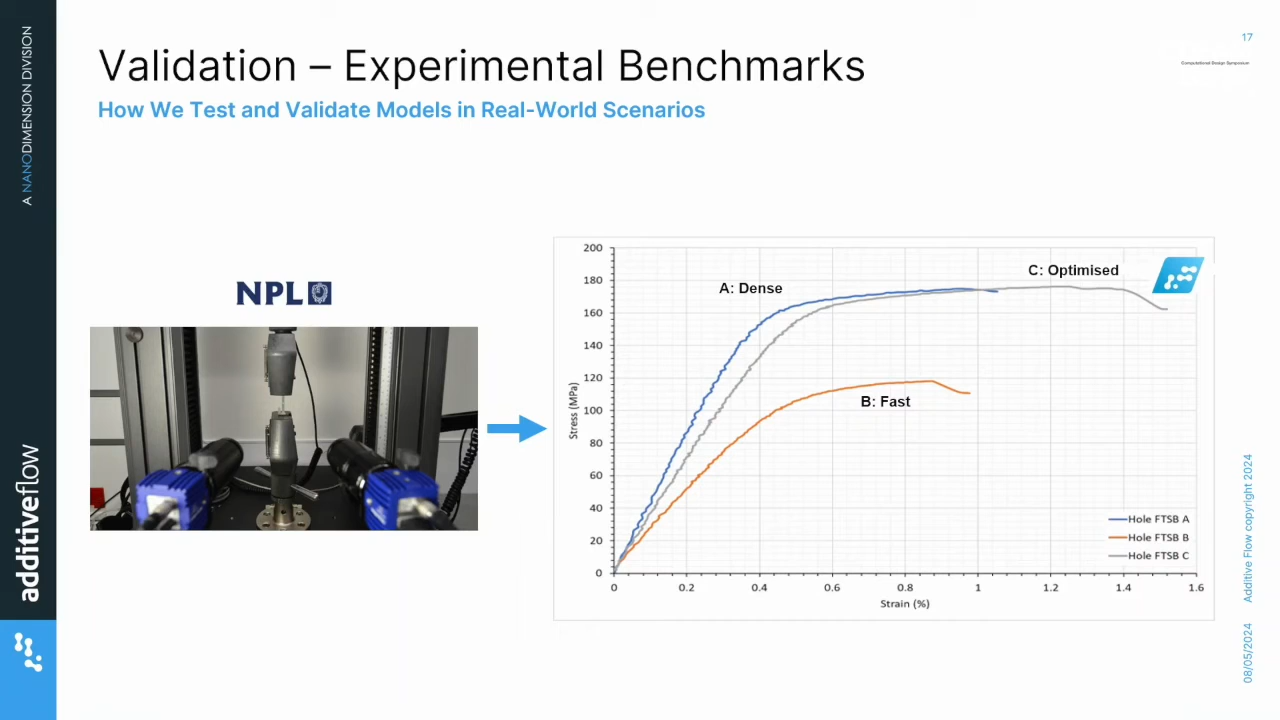 Validation – Experimental Benchmarks
How We Test and Validate Models in Real-World Scenarios
17
Computational Design Symposium
A NANODIMENSION DIVISION
additiveflow
NPL
200
180
160
140
120
100
80
60
40
20
0
Stress (MPa)
A: Dense
C: Optimised
B: Fast
Hole FTSB A
Hole FTSB B
Hole FTSB C
0 0.2 0.4 0.6 0.8 1 1.2 1.4 1.6
Strain (%)
08/05/2024 Additive Flow copyright 2024